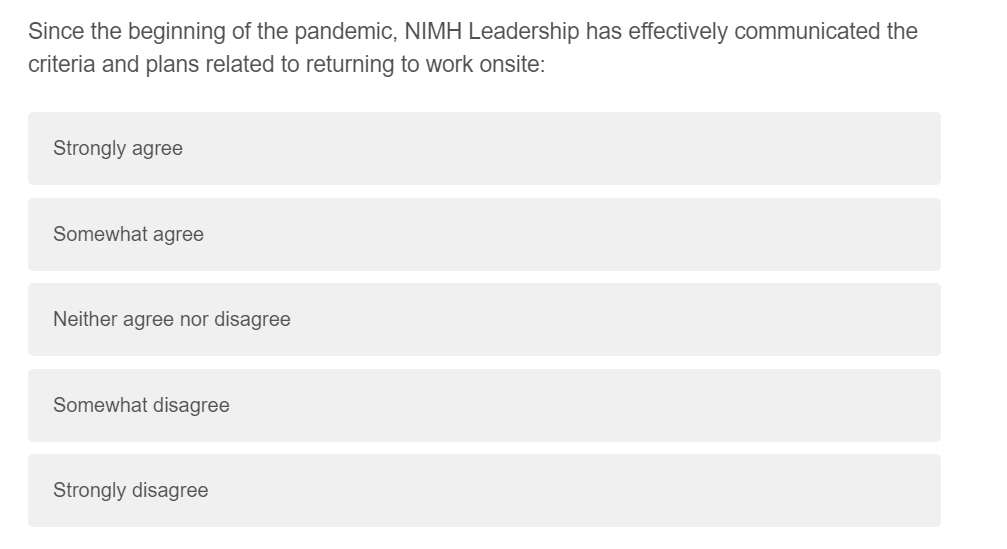 Since the beginning of the pandemic, NIMH Leadership has effectively communicated the
criteria and plans related to returning to work onsite:
Strongly agree
Somewhat agree
Neither agree nor disagree
Somewhat disagree
Strongly disagree